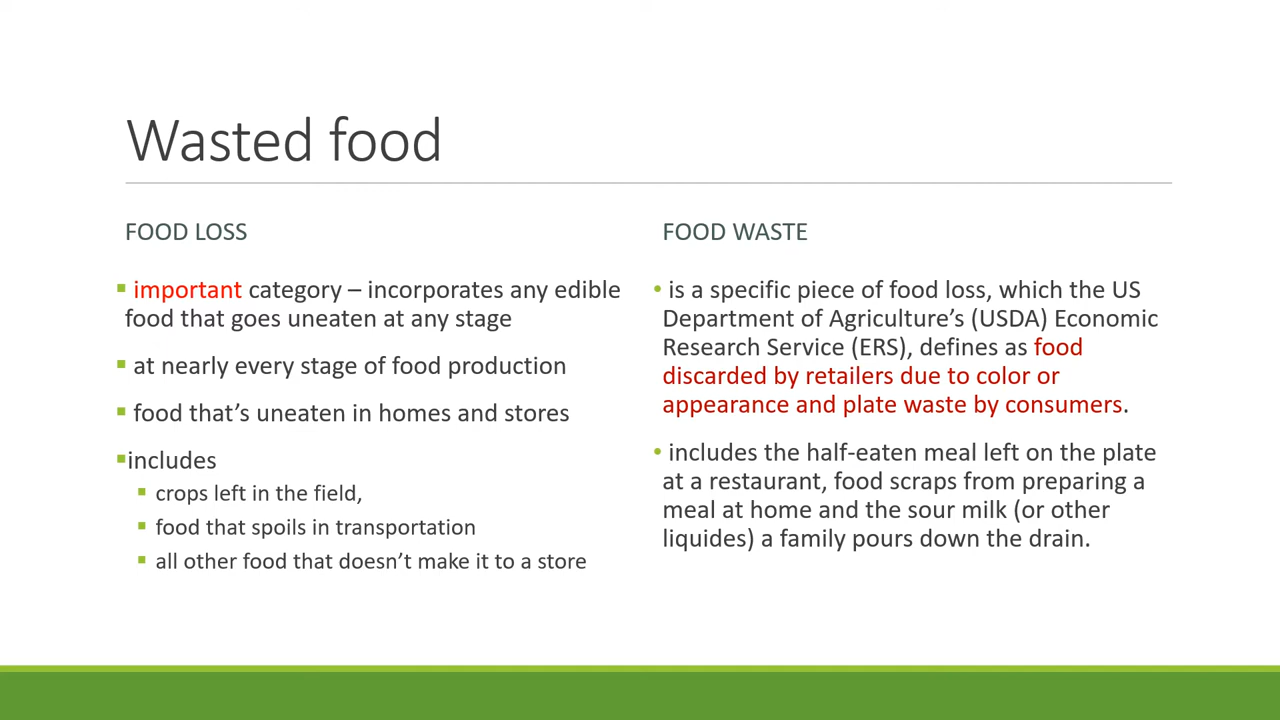 Wasted food
FOOD LOSS
important category – incorporates any edible
food that goes uneaten at any stage
at nearly every stage of food production
food that’s uneaten in homes and stores
includes
crops left in the field,
food that spoils in transportation
all other food that doesn’t make it to a store
FOOD WASTE
is a specific piece of food loss, which the US
Department of Agriculture’s (USDA) Economic
Research Service (ERS), defines as food
discarded by retailers due to color or
appearance and plate waste by consumers.
includes the half-eaten meal left on the plate
at a restaurant, food scraps from preparing a
meal at home and the sour milk (or other
liquides) a family pours down the drain.